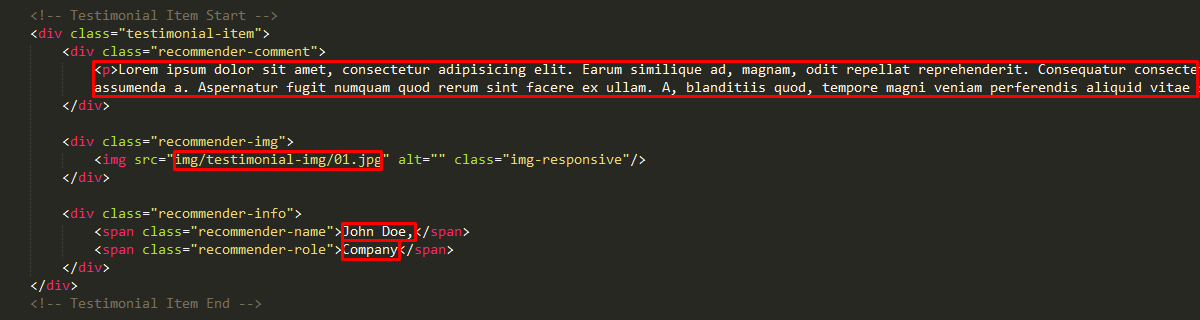 <!-- Testimonial Item Start -->
<div class="testimonial-item">
<div class="recommender-comment">
<p>Lorem ipsum dolor sit amet, consectetur adipisicing elit. Earum similique ad, magnam, odit repellat reprehenderit. Consequatur consecte
assumenda a. Aspernatur fugit numquam quod rerum sint facere ex ullam. A, blanditiis quod, tempore magni veniam perferendis aliquid vitae
</div>
<div class="recommender-img">
<img src="img/testimonial-img/01.jpg" alt="" class="img-responsive"/>
</div>
<div class="recommender-info">
<span class="recommender-name">John Doe,</span>
<span class="recommender-role">Company</span>
</div>
</div>
<!-- Testimonial Item End -->